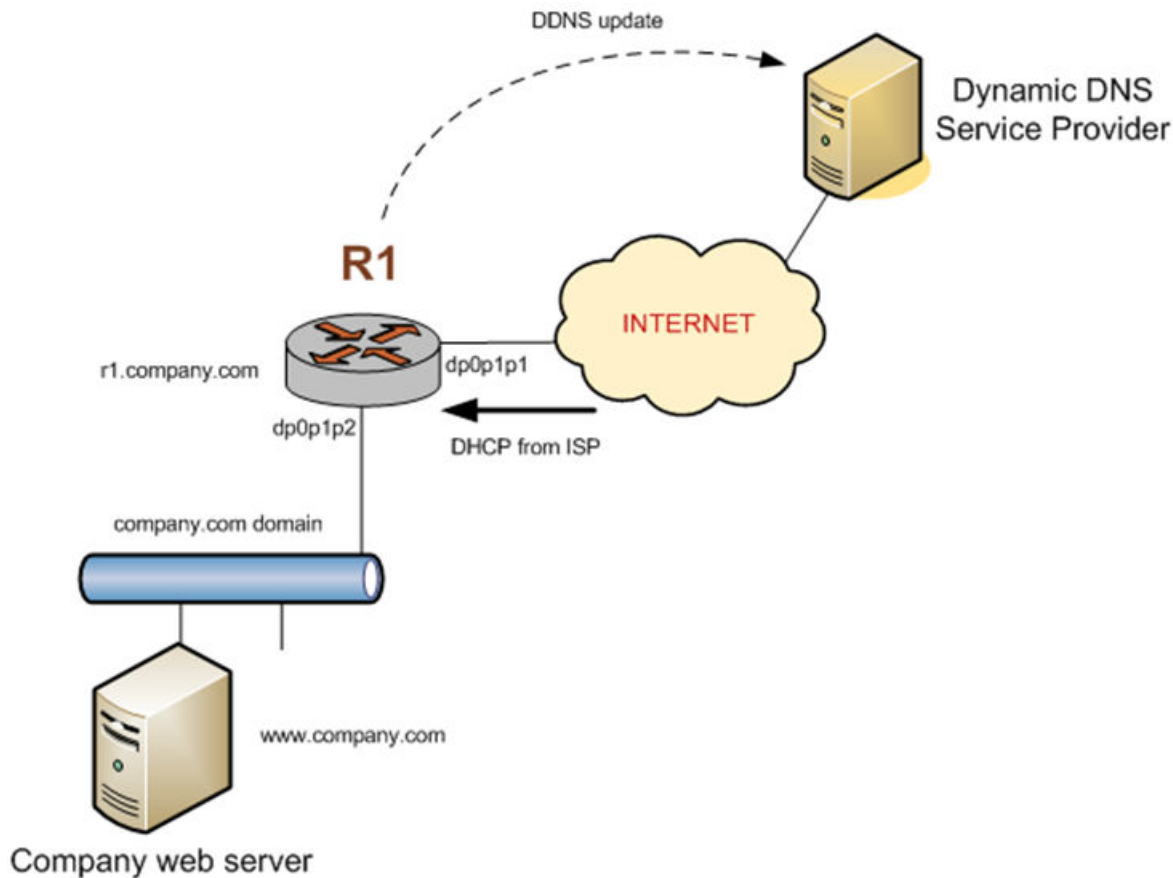 DDNS update
Dynamic DNS
Service Provider
R1
INTERNET
r1.company.com
dp0p1p1
dp0p1p2
DHCP from ISP
company.com domain
www.company.com
Company web server